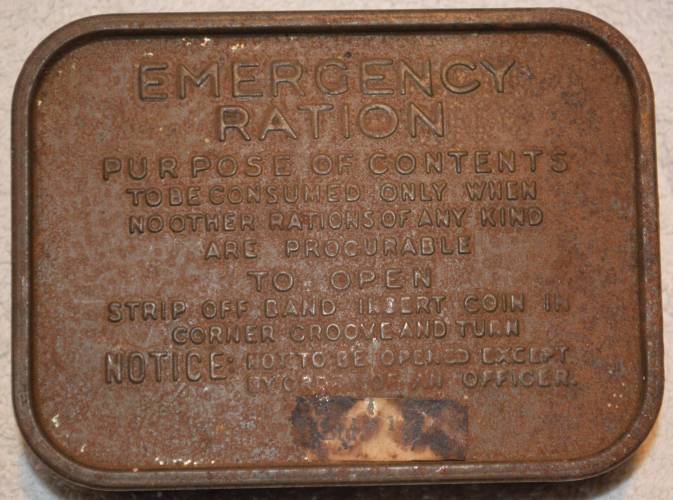 EMERGENCY
RATION
PURPOSE OF CONTENTS
TO BE CONSUMED ONLY WHEN
NO OTHER RATIONS OF ANY KIND
ARE PROCURABLE
TO OPEN
STRIP OFF BAND INSERT COIN IN
CORNER GROOVE AND TURN
NOTICE: NOT TO BE OPENED EXCEPT
BY ORDER OF AN OFFICER.